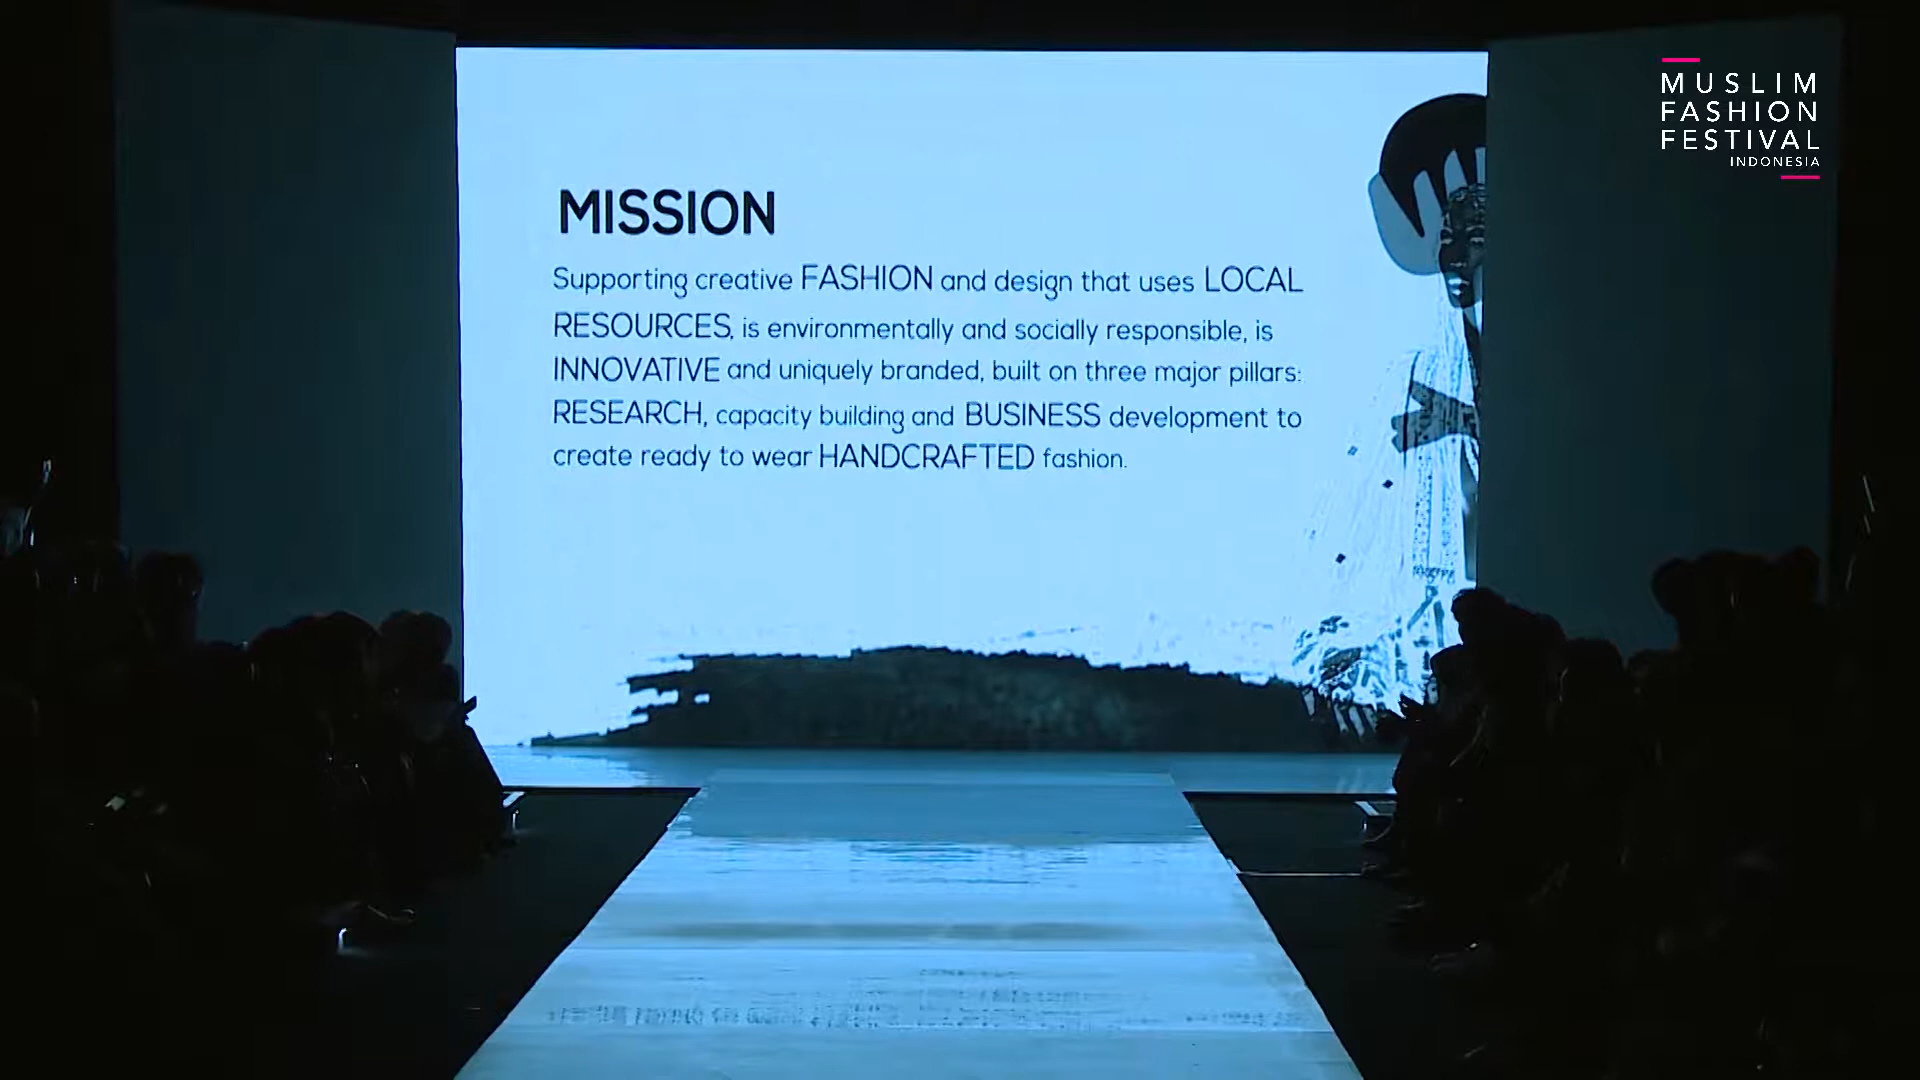 MUSLIM
FASHION
FESTIVAL
INDONESIA
MISSION
Supporting creative FASHION and design that uses LOCAL
RESOURCES, is environmentally and socially responsible, is
INNOVATIVE and uniquely branded, built on three major pillars:
RESEARCH, capacity building and BUSINESS development to
create ready to wear HANDCRAFTED fashion.